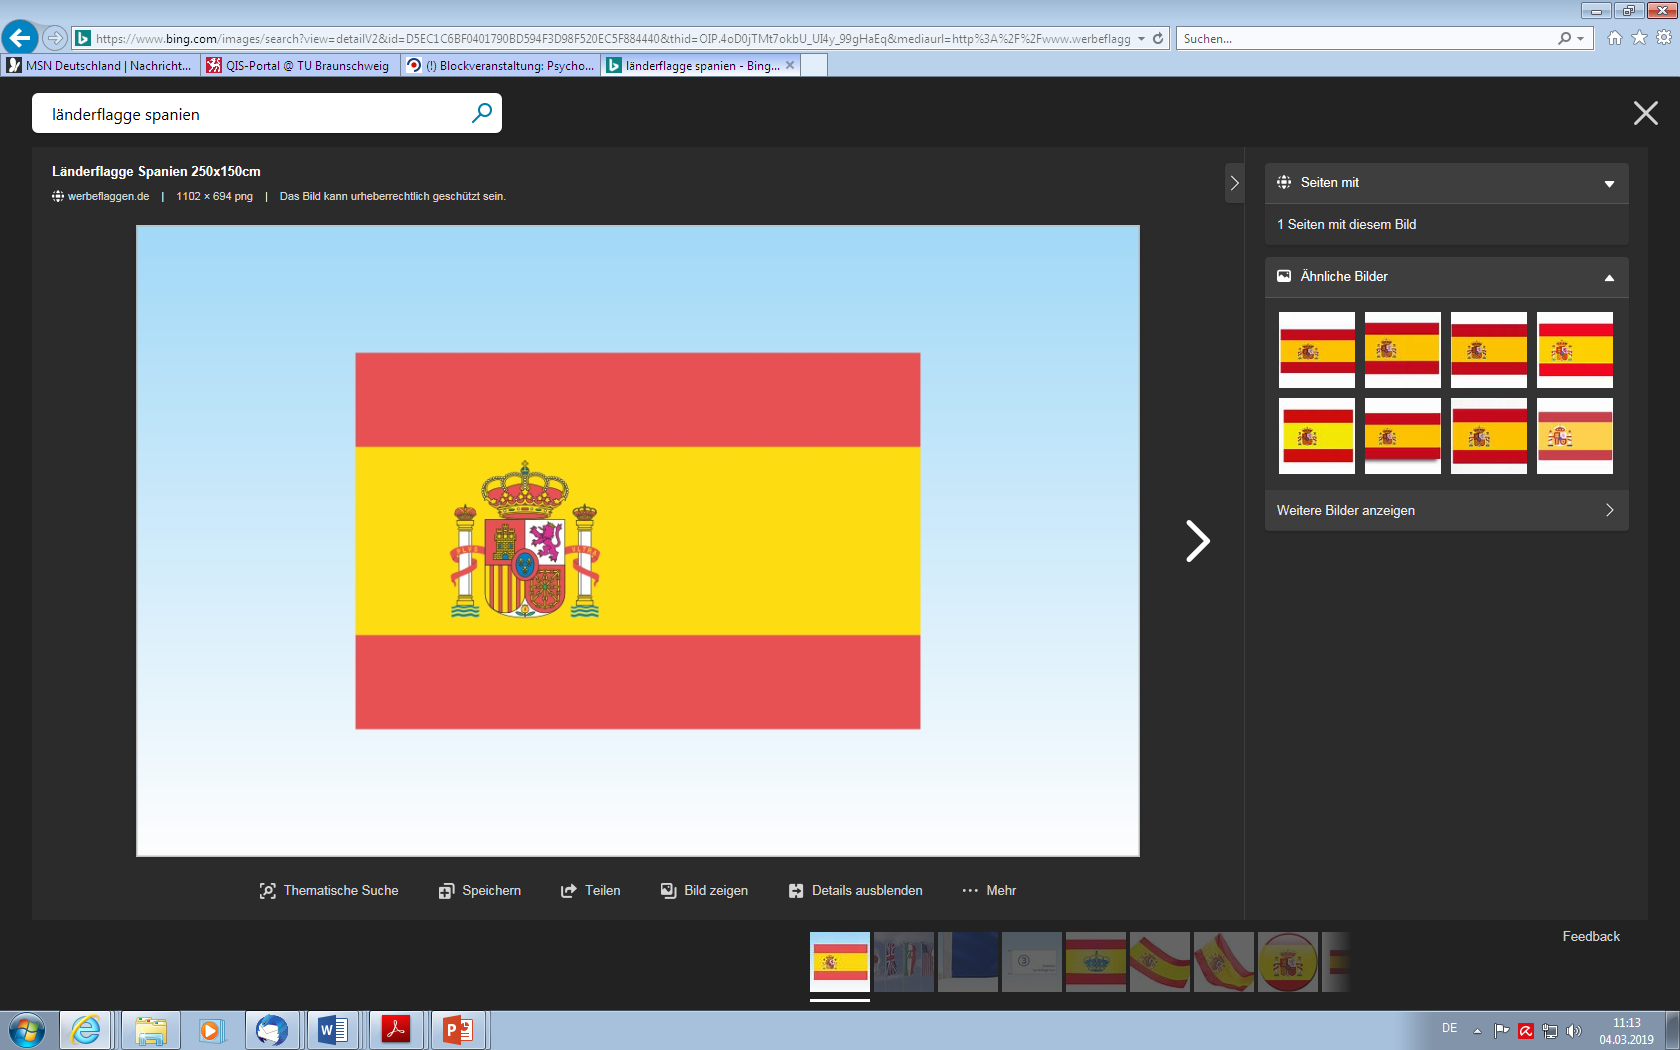 https://www.bing.com/images/search?view=detailV2&id=D5EC1C6BF0401790BD594F3D98F520EC5F884440&thid=OIP.4oD0jTMt7okbU_UI4y_99gHaEq&mediaurl=http%3A%2F%2Fwww.werbeflagg
Suchen...
MSN Deutschland | Nachricht...
QIS-Portal @ TU Braunschweig
(!) Blockveranstaltung: Psycho...
länderflagge spanien - Bing...
länderflagge spanien
Länderflagge Spanien 250x150cm
werbeflaggen.de | 1102 × 694 png | Das Bild kann urheberrechtlich geschützt sein.
Seiten mit
1 Seiten mit diesem Bild
Ähnliche Bilder
Weitere Bilder anzeigen
PLVS VLTRA
Thematische Suche
Speichern
Teilen
Bild zeigen
Details ausblenden
Mehr
Feedback
DE
11:13
04.03.2019